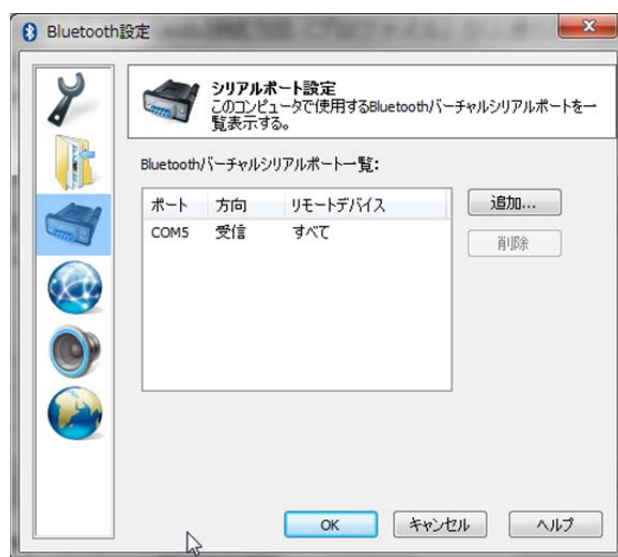 Bluetooth設定
シリアルポート設定
このコンピュータで使用するBluetoothバーチャルシリアルポートを一
覧表示する。
Bluetoothバーチャルシリアルポート一覧:
ポート 方向 リモートデバイス
COM5 受信 すべて
追加...
削除
OK キャンセル ヘルプ